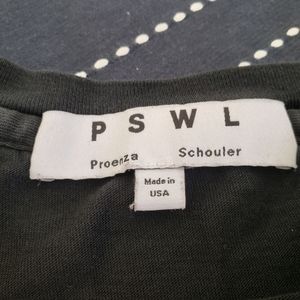 P S W L
Proenza Schouler
Made in
USA